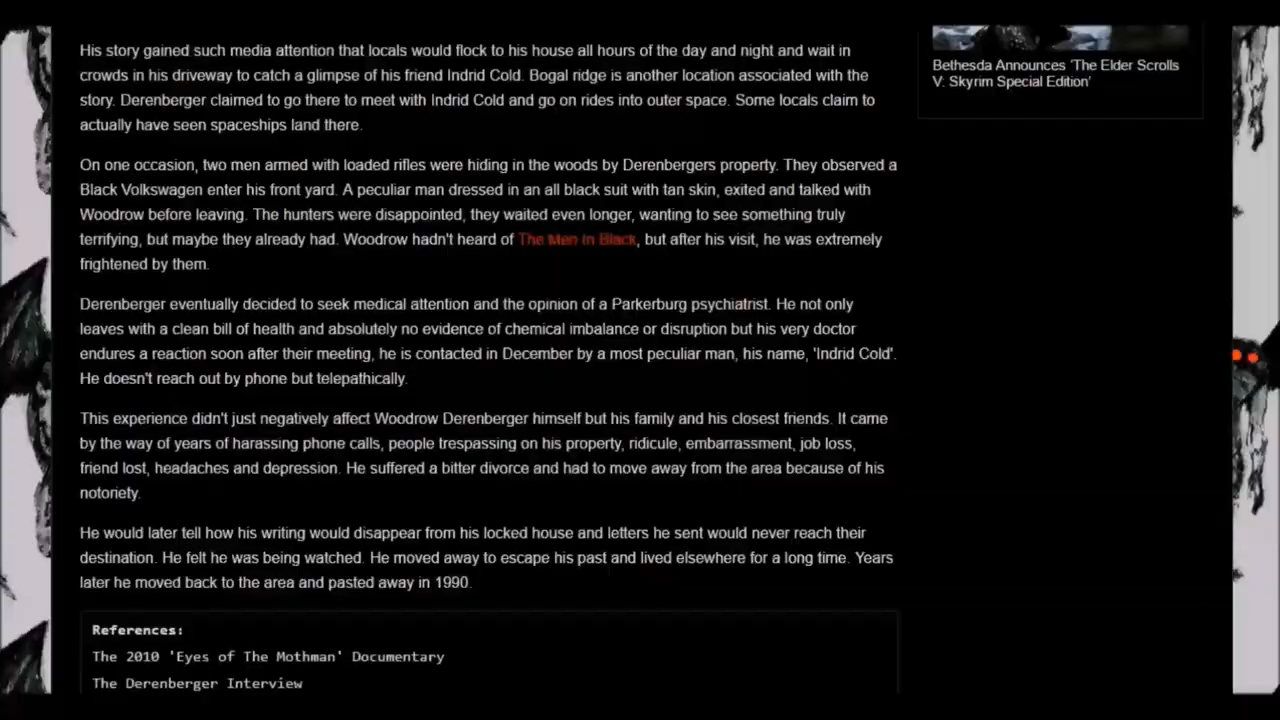 His story gained such media attention that locals would flock to his house all hours of the day and night and wait in
crowds in his driveway to catch a glimpse of his friend Indrid Cold. Bogal ridge is another location associated with the
story. Derenberger claimed to go there to meet with Indrid Cold and go on rides into outer space. Some locals claim to
actually have seen spaceships land there.
On one occasion, two men armed with loaded rifles were hiding in the woods by Derenbergers property. They observed a
Black Volkswagen enter his front yard. A peculiar man dressed in an all black suit with tan skin, exited and talked with
Woodrow before leaving. The hunters were disappointed, they waited even longer, wanting to see something truly
terrifying, but maybe they already had. Woodrow hadn't heard of The Men In Black, but after his visit, he was extremely
frightened by them.
Derenberger eventually decided to seek medical attention and the opinion of a Parkerburg psychiatrist. He not only
leaves with a clean bill of health and absolutely no evidence of chemical imbalance or disruption but his very doctor
endures a reaction soon after their meeting, he is contacted in December by a most peculiar man, his name, 'Indrid Cold'.
He doesn't reach out by phone but telepathically.
This experience didn't just negatively affect Woodrow Derenberger himself but his family and his closest friends. It came
by the way of years of harassing phone calls, people trespassing on his property, ridicule, embarrassment, job loss,
friend lost, headaches and depression. He suffered a bitter divorce and had to move away from the area because of his
notoriety.
He would later tell how his writing would disappear from his locked house and letters he sent would never reach their
destination. He felt he was being watched. He moved away to escape his past and lived elsewhere for a long time. Years
later he moved back to the area and pasted away in 1990.
References:
The 2010 'Eyes of The Mothman' Documentary
The Derenberger Interview
Bethesda Announces 'The Elder Scrolls
V: Skyrim Special Edition'